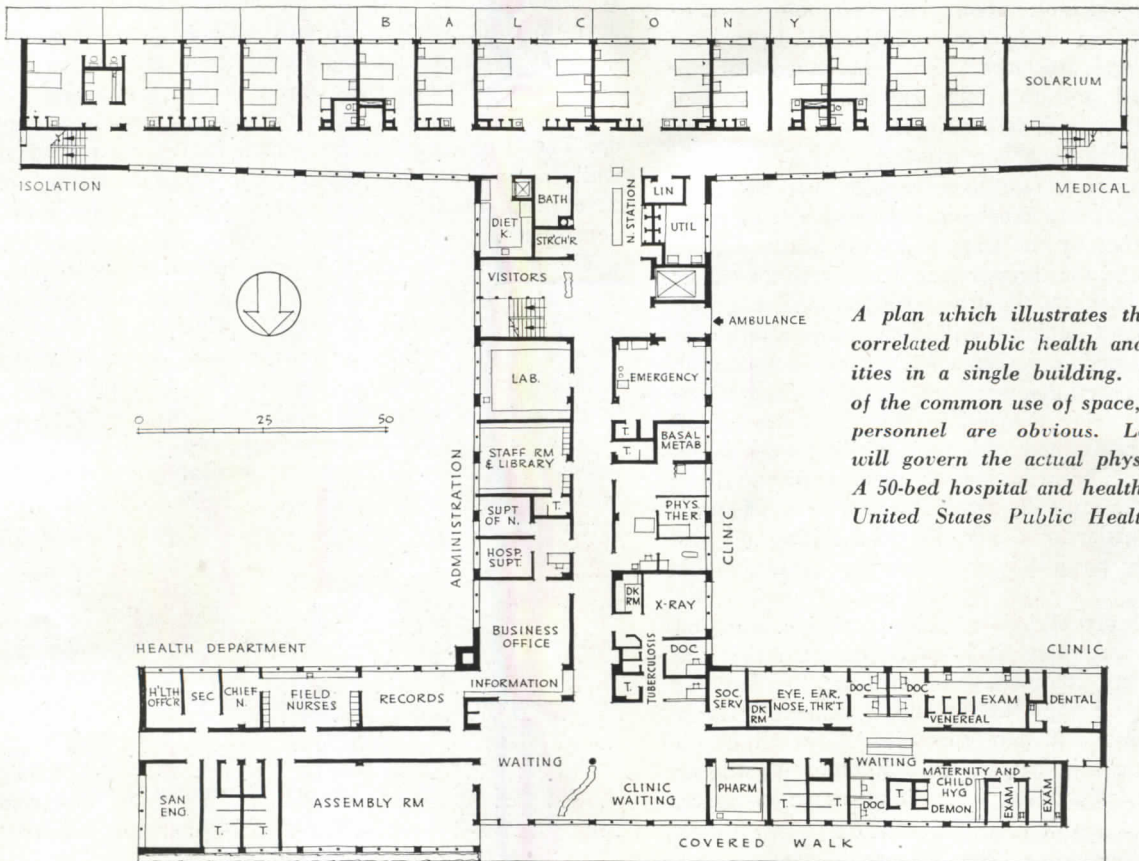 BALCONY
SOLARIUM
ISOLATION
MEDICAL
DIET K.
BATH
STR'CH'R
N. STATION
LIN
UTIL
VISITORS
AMBULANCE
LAB.
EMERGENCY
T.
T.
BASAL METAB
STAFF RM & LIBRARY
T.
SUPT OF N.
HOSP. SUPT.
PHYS. THER.
ADMINISTRATION
CLINIC
0 25 50
A plan which illustrates th
correlated public health and
ities in a single building.
of the common use of space,
personnel are obvious. L
will govern the actual phys
A 50-bed hospital and health
United States Public Heal
DK RM
X-RAY
BUSINESS OFFICE
DOC.
TUBERCULOSIS
T.
INFORMATION
HEALTH DEPARTMENT
CLINIC
H'LTH OFF'CR
SEC
CHIEF N.
FIELD NURSES
RECORDS
SOC SERV
DK RM
EYE, EAR, NOSE, THR'T
DOC
DOC
EXAM
VENEREAL
DENTAL
WAITING
WAITING
SAN ENG.
T.
T.
ASSEMBLY RM
CLINIC WAITING
PHARM
T.
T.
DOC
T.
MATERNITY AND CHILD HYG
DEMON.
EXAM
EXAM
COVERED WALK